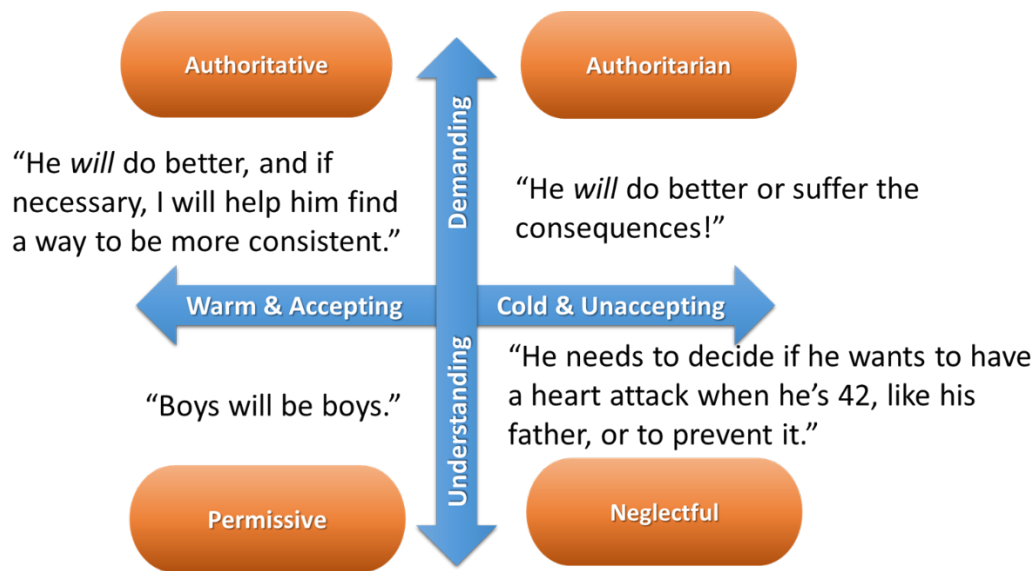 Authoritative
Authoritarian
Demanding
“He will do better, and if
necessary, I will help him find
a way to be more consistent.”
“He will do better or suffer the
consequences!”
Warm & Accepting
Cold & Unaccepting
“Boys will be boys.”
“He needs to decide if he wants to have
a heart attack when he’s 42, like his
father, or to prevent it.”
Understanding
Permissive
Neglectful